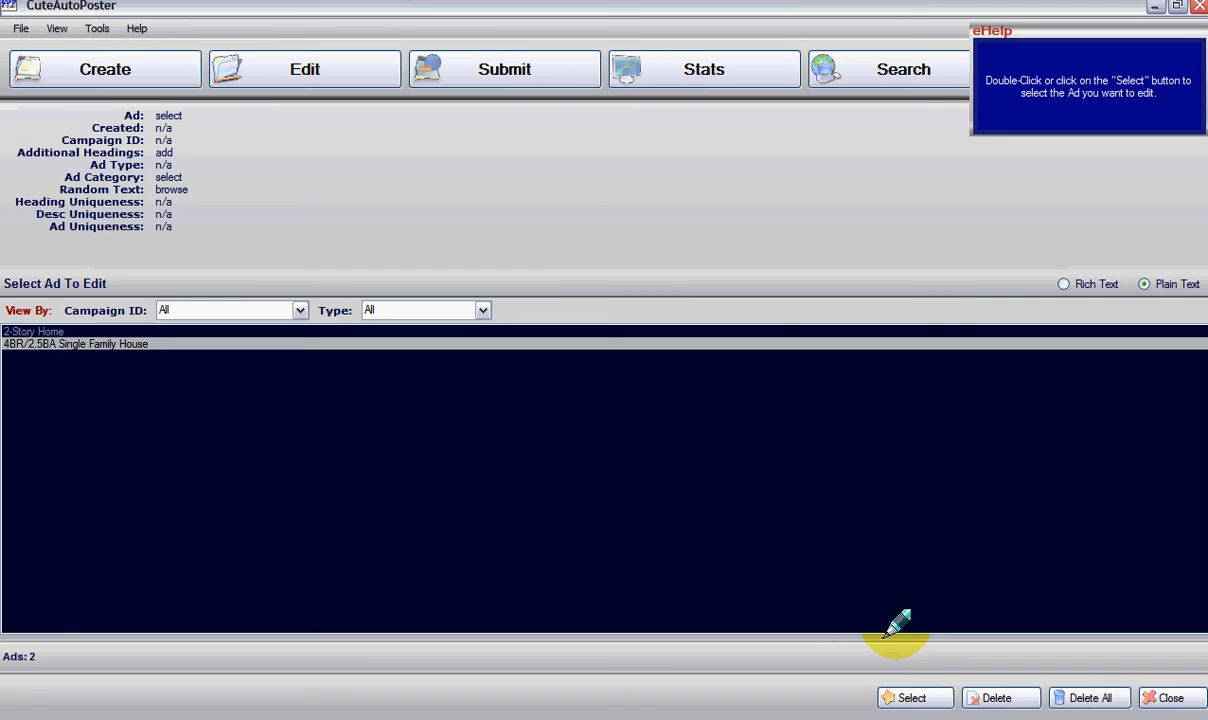 CuteAutoPoster
File View Tools Help
eHelp
Create Edit Submit Stats Search
Double-Click or click on the "Select" button to
select the Ad you want to edit.
Ad: select
Created: n/a
Campaign ID: n/a
Additional Headings: add
Ad Type: n/a
Ad Category: select
Random Text: browse
Heading Uniqueness: n/a
Desc Uniqueness: n/a
Ad Uniqueness: n/a
Select Ad To Edit Rich Text Plain Text
View By: Campaign ID: All Type: All
2-Story Home
4BR/2.5BA Single Family House
Ads: 2
Select Delete Delete All Close